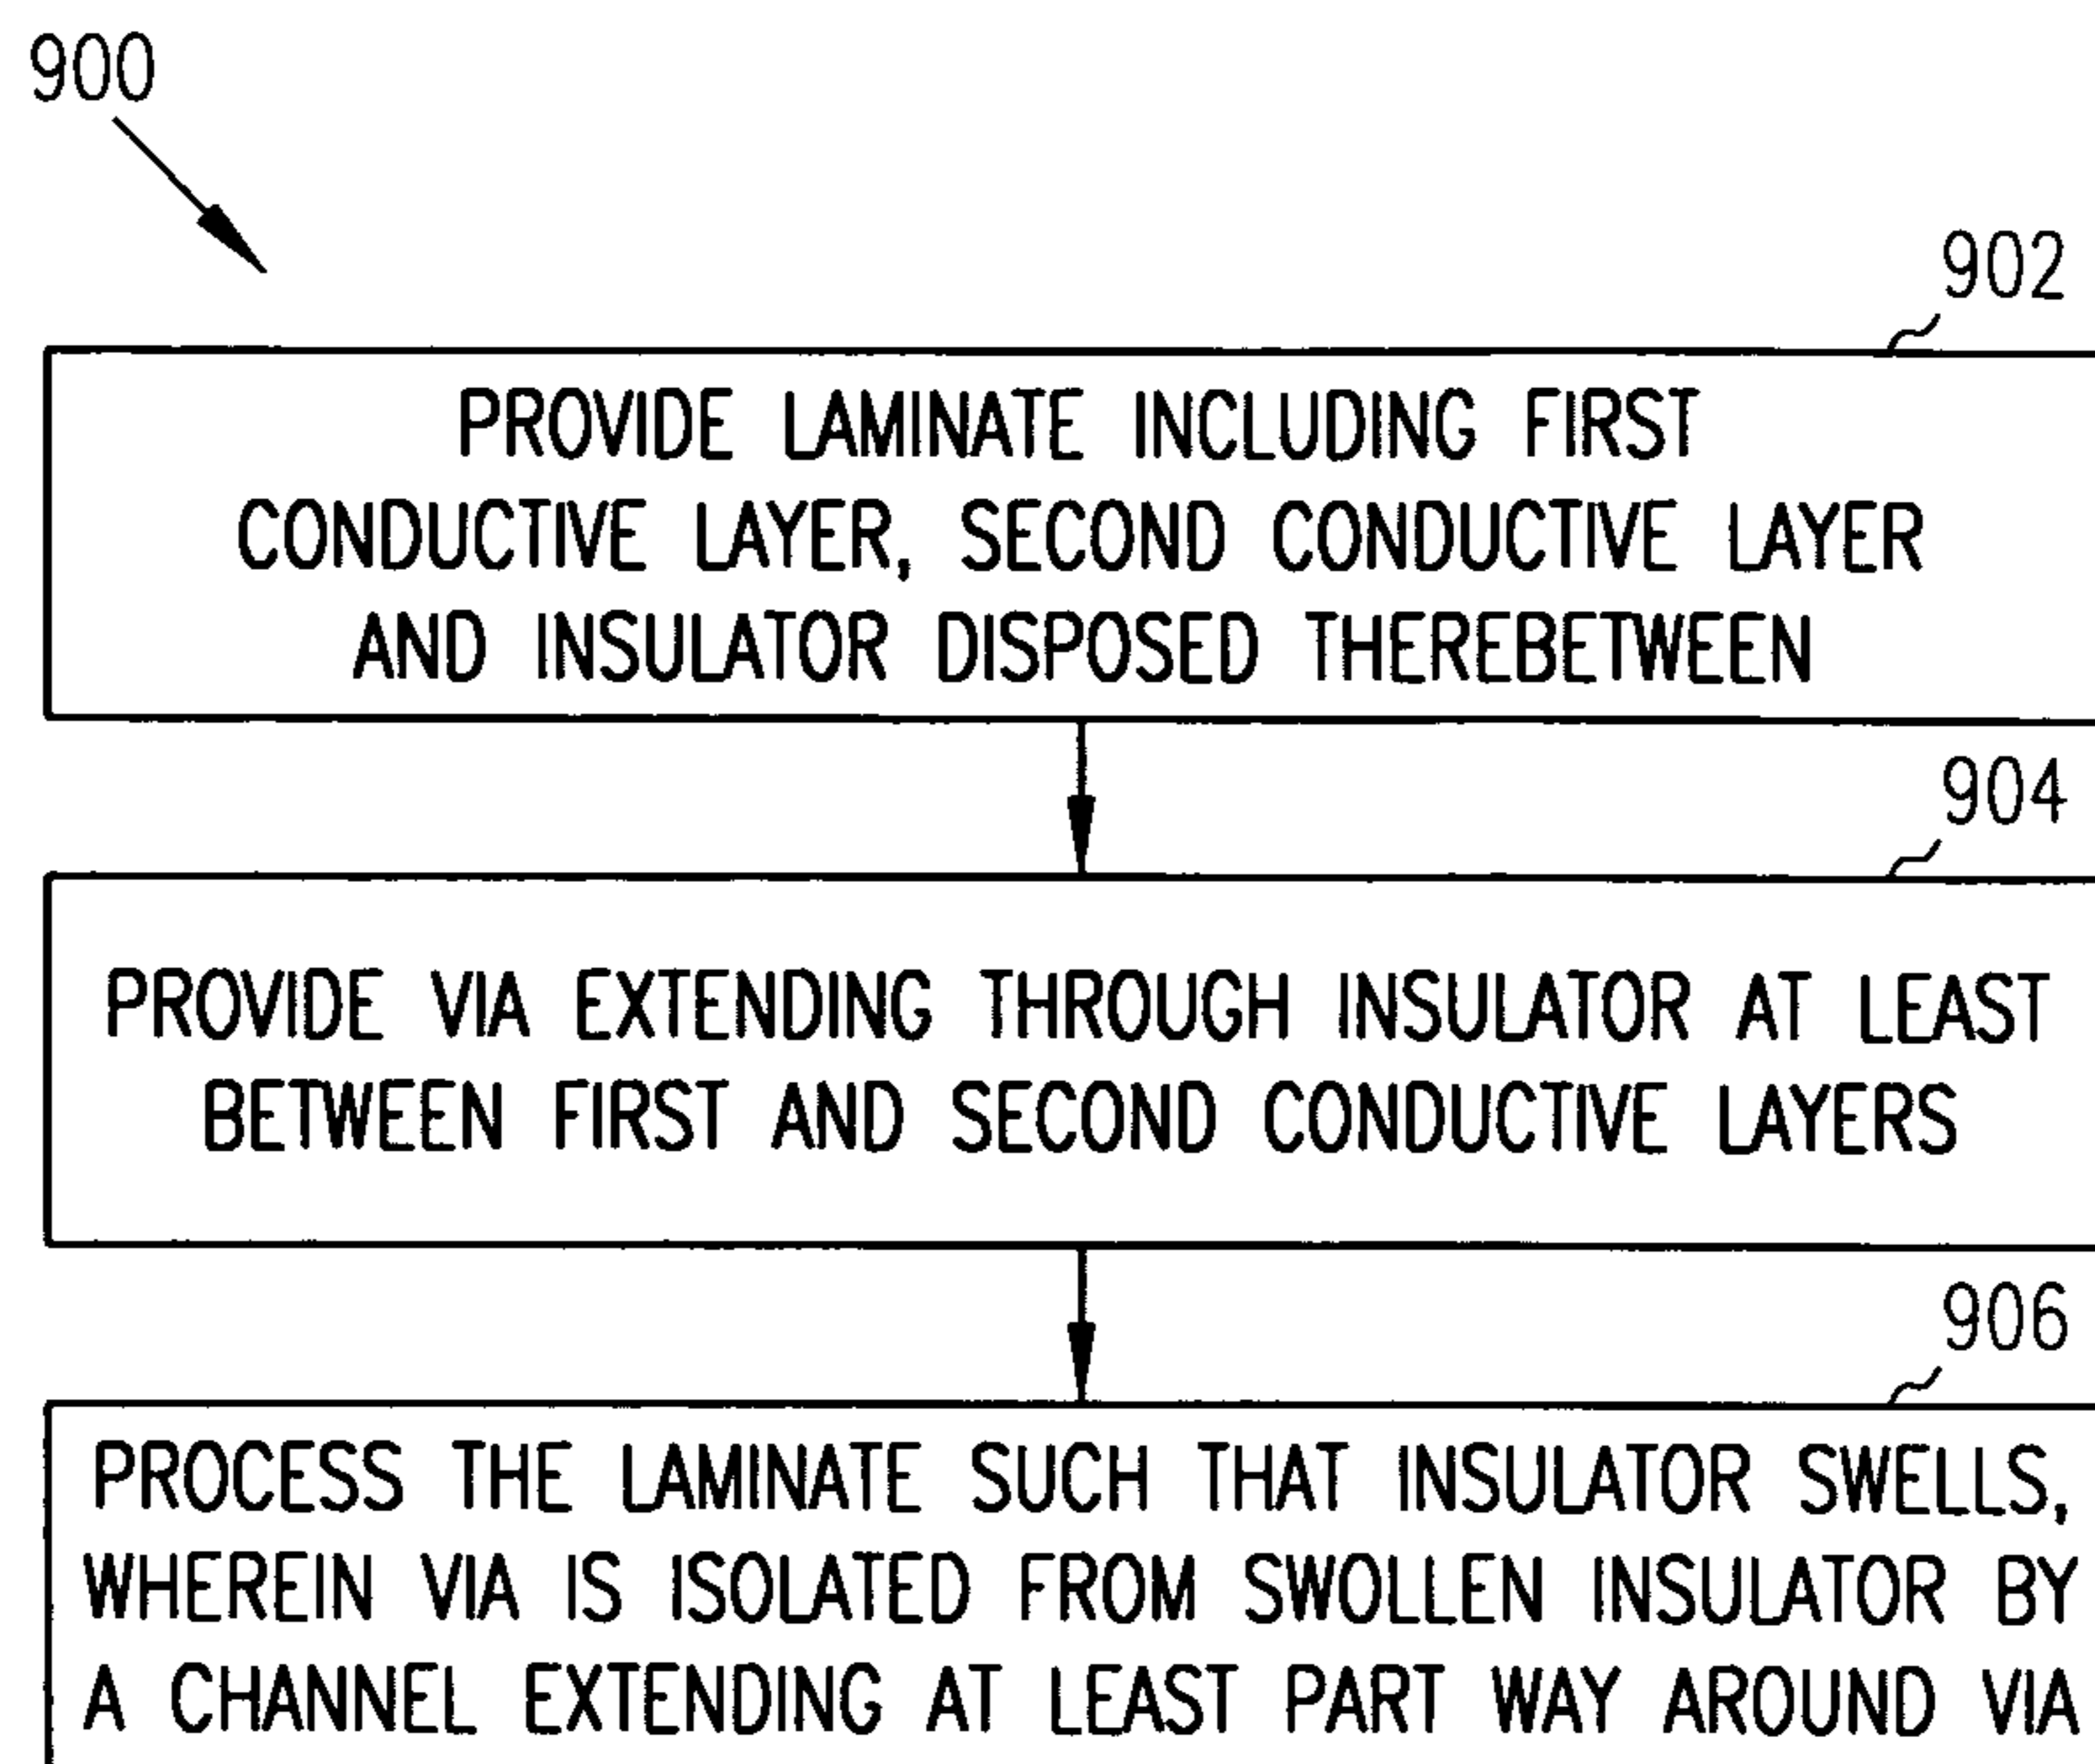 900
902
PROVIDE LAMINATE INCLUDING FIRST
CONDUCTIVE LAYER, SECOND CONDUCTIVE LAYER
AND INSULATOR DISPOSED THEREBETWEEN
904
PROVIDE VIA EXTENDING THROUGH INSULATOR AT LEAST
BETWEEN FIRST AND SECOND CONDUCTIVE LAYERS
906
PROCESS THE LAMINATE SUCH THAT INSULATOR SWELLS,
WHEREIN VIA IS ISOLATED FROM SWOLLEN INSULATOR BY
A CHANNEL EXTENDING AT LEAST PART WAY AROUND VIA